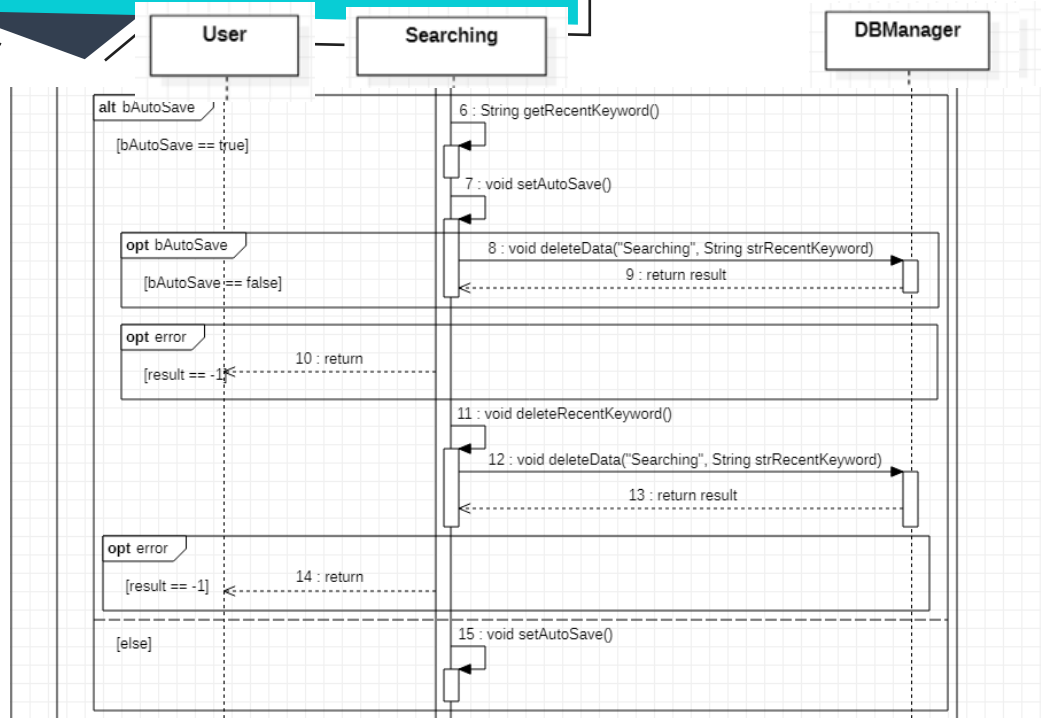 User
Searching
DBManager
alt bAutoSave
6 : String getRecentKeyword()
[bAutoSave == true]
7 : void setAutoSave()
opt bAutoSave
8 : void deleteData("Searching", String strRecentKeyword)
9 : return result
[bAutoSave == false]
opt error
10 : return
[result == -1]
11 : void deleteRecentKeyword()
12 : void deleteData("Searching", String strRecentKeyword)
13 : return result
opt error
14 : return
[result == -1]
15 : void setAutoSave()
[else]